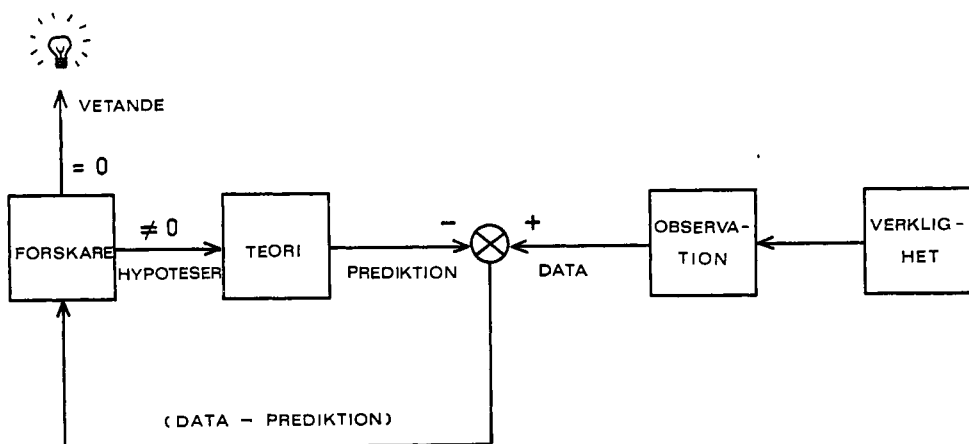 VETANDE
= 0
FORSKARE
≠ 0
HYPOTESER
TEORI
−
PREDIKTION
+
DATA
OBSERVA-
TION
VERKLIG-
HET
(DATA − PREDIKTION)